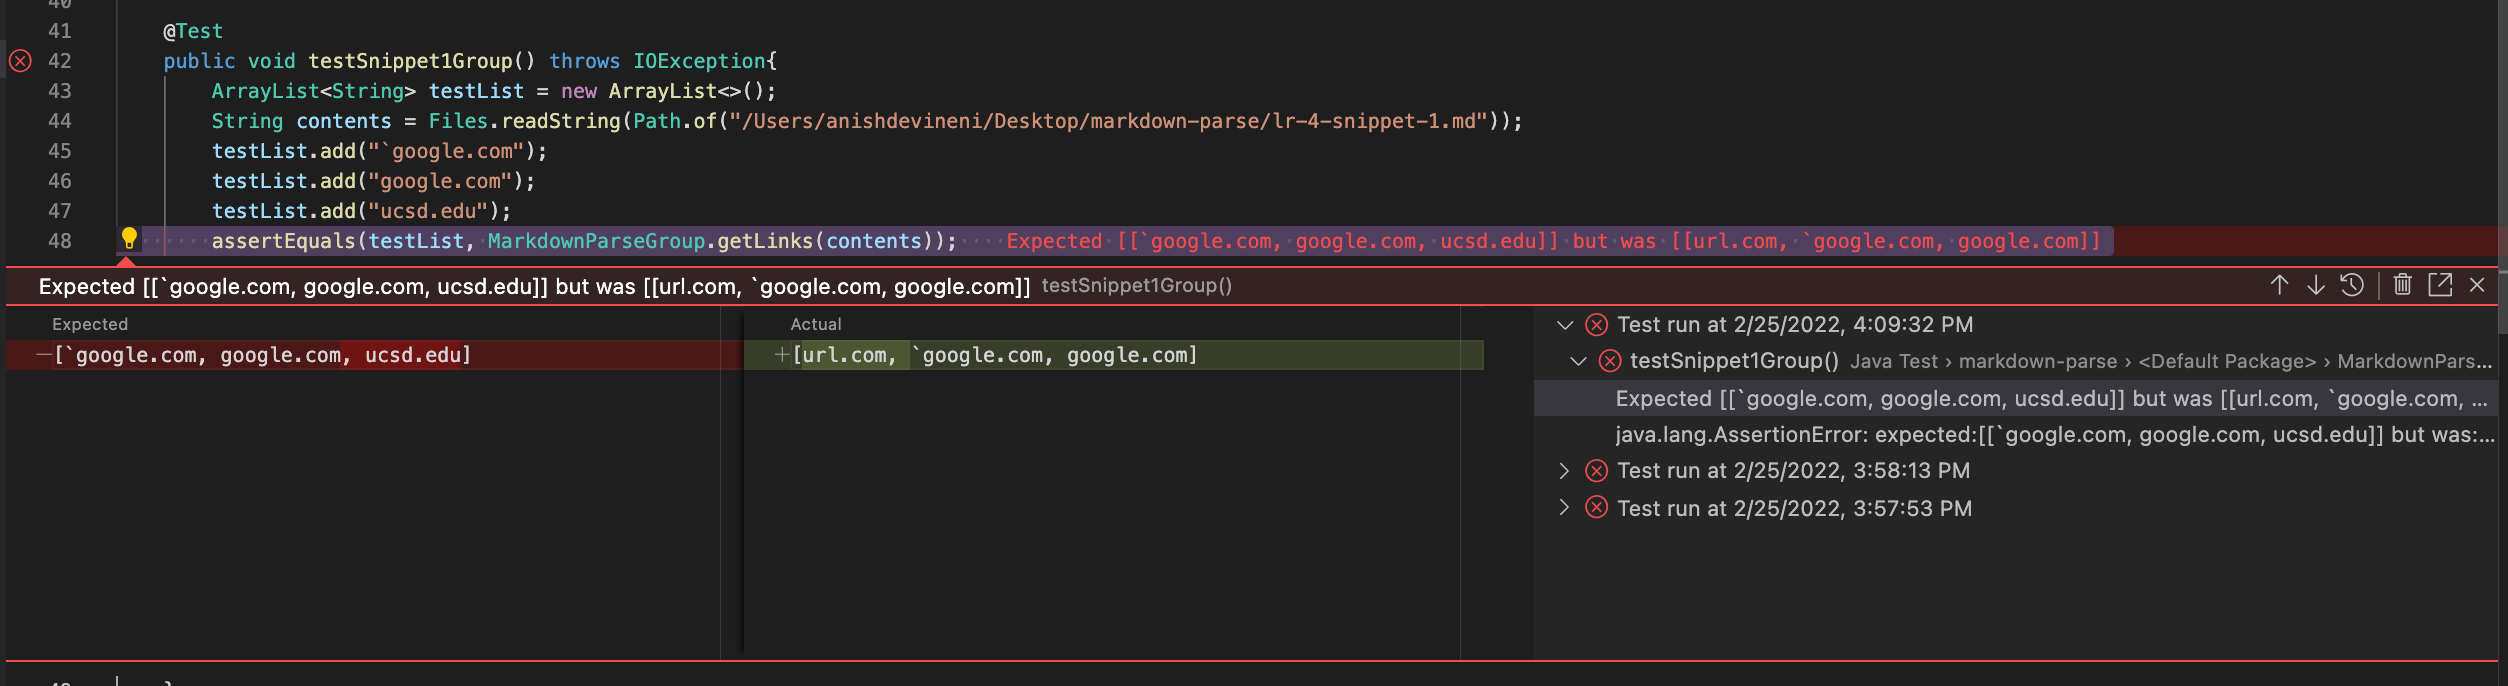 40
41 @Test
42 public void testSnippet1Group() throws IOException{
43 ArrayList<String> testList = new ArrayList<>();
44 String contents = Files.readString(Path.of("/Users/anishdevineni/Desktop/markdown-parse/lr-4-snippet-1.md"));
45 testList.add("`google.com");
46 testList.add("google.com");
47 testList.add("ucsd.edu");
48 assertEquals(testList, MarkdownParseGroup.getLinks(contents)); Expected [[`google.com, google.com, ucsd.edu]] but was [[url.com, `google.com, google.com]]
Expected [[`google.com, google.com, ucsd.edu]] but was [[url.com, `google.com, google.com]] testSnippet1Group()
Expected
−[`google.com, google.com, ucsd.edu]
Actual
+[url.com, `google.com, google.com]
Test run at 2/25/2022, 4:09:32 PM
testSnippet1Group() Java Test › markdown-parse › <Default Package> › MarkdownPars...
Expected [[`google.com, google.com, ucsd.edu]] but was [[url.com, `google.com, ...
java.lang.AssertionError: expected:[[`google.com, google.com, ucsd.edu]] but was:...
Test run at 2/25/2022, 3:58:13 PM
Test run at 2/25/2022, 3:57:53 PM